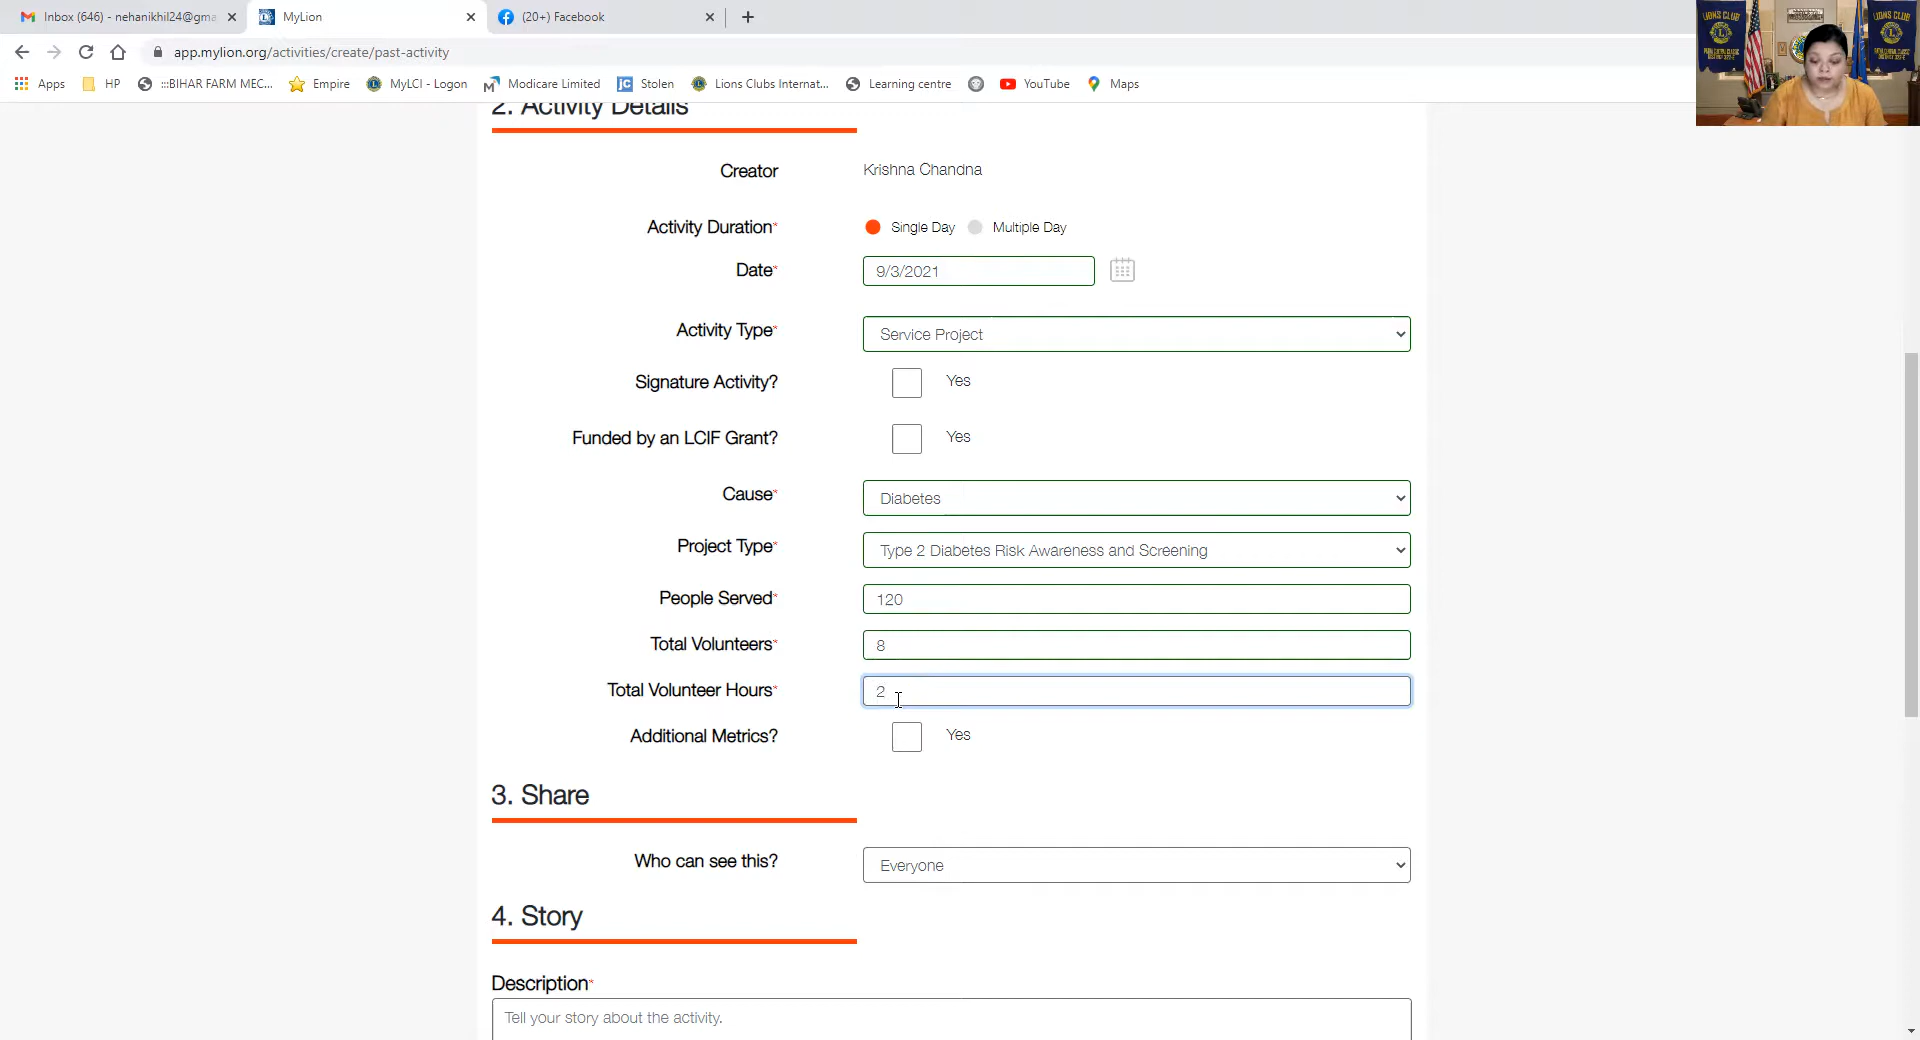 Inbox (646) - nehanikhil24@gma
MyLion
(20+) Facebook
app.mylion.org/activities/create/past-activity
Apps
HP
:::BIHAR FARM MEC...
Empire
MyLCI - Logon
Modicare Limited
Stolen
Lions Clubs Internat...
Learning centre
YouTube
Maps
LIONS CLUB
LIONS CLUB
2. Activity Details
Creator
Krishna Chandna
Activity Duration*
Single Day
Multiple Day
Date*
9/3/2021
Activity Type*
Service Project
Signature Activity?
Yes
Funded by an LCIF Grant?
Yes
Cause*
Diabetes
Project Type*
Type 2 Diabetes Risk Awareness and Screening
People Served*
120
Total Volunteers*
8
Total Volunteer Hours*
2
Additional Metrics?
Yes
3. Share
Who can see this?
Everyone
4. Story
Description*
Tell your story about the activity.